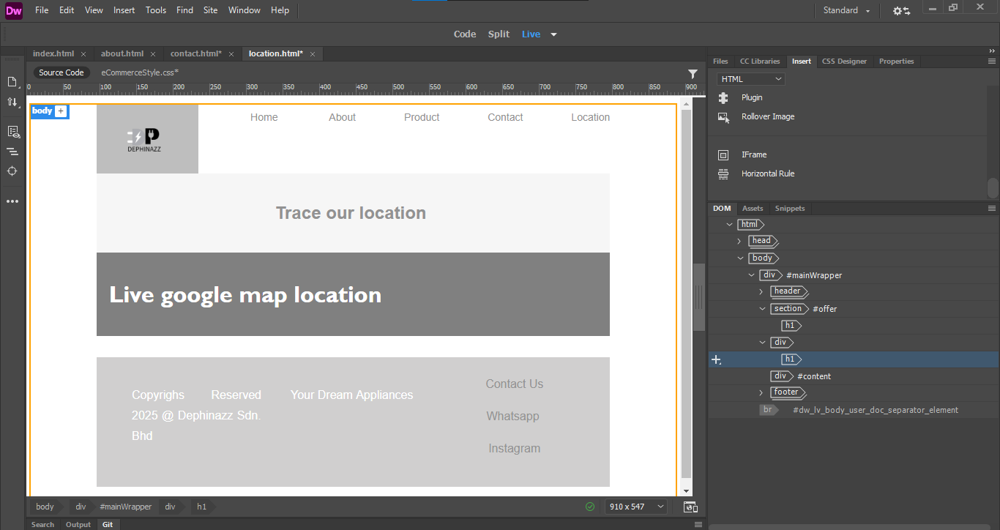 Dw File Edit View Insert Tools Find Site Window Help Standard
Code Split Live
index.html about.html contact.html* location.html*
Source Code eCommerceStyle.css*
0 50 100 150 200 250 300 350 400 450 500 550 600 650 700 750 800 850 900
body +
Home About Product Contact Location
DP
DEPHINAZZ
Trace our location
Live google map location
Copyrighs Reserved
2025 @ Dephinazz Sdn.
Bhd
Your Dream Appliances
Contact Us
Whatsapp
Instagram
body div #mainWrapper div h1
910 x 547
Search Output Git
Files CC Libraries Insert CSS Designer Properties
HTML
Plugin
Rollover Image
IFrame
Horizontal Rule
DOM Assets Snippets
html
head
body
div #mainWrapper
header
section #offer
h1
div
h1
div #content
footer
br #dw_lv_body_user_doc_separator_element